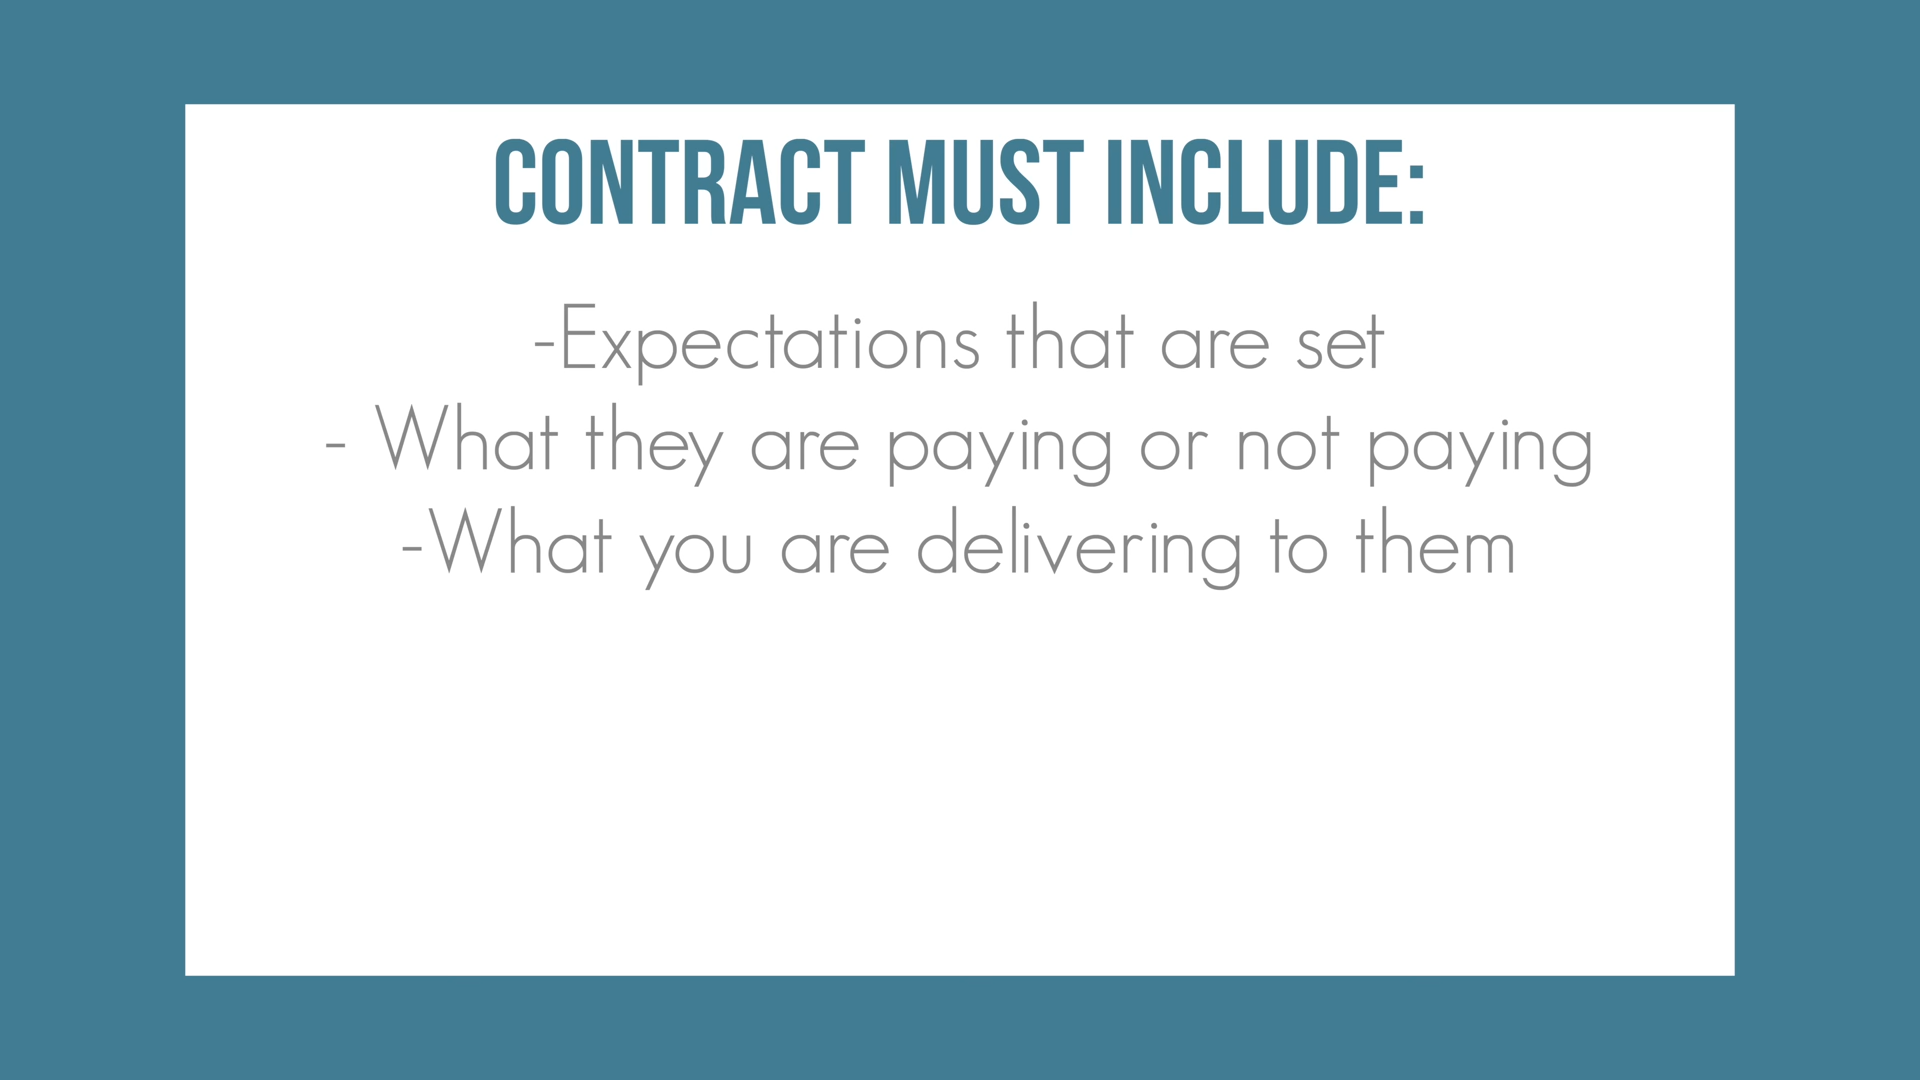 CONTRACT MUST INCLUDE:
-Expectations that are set
- What they are paying or not paying
-What you are delivering to them